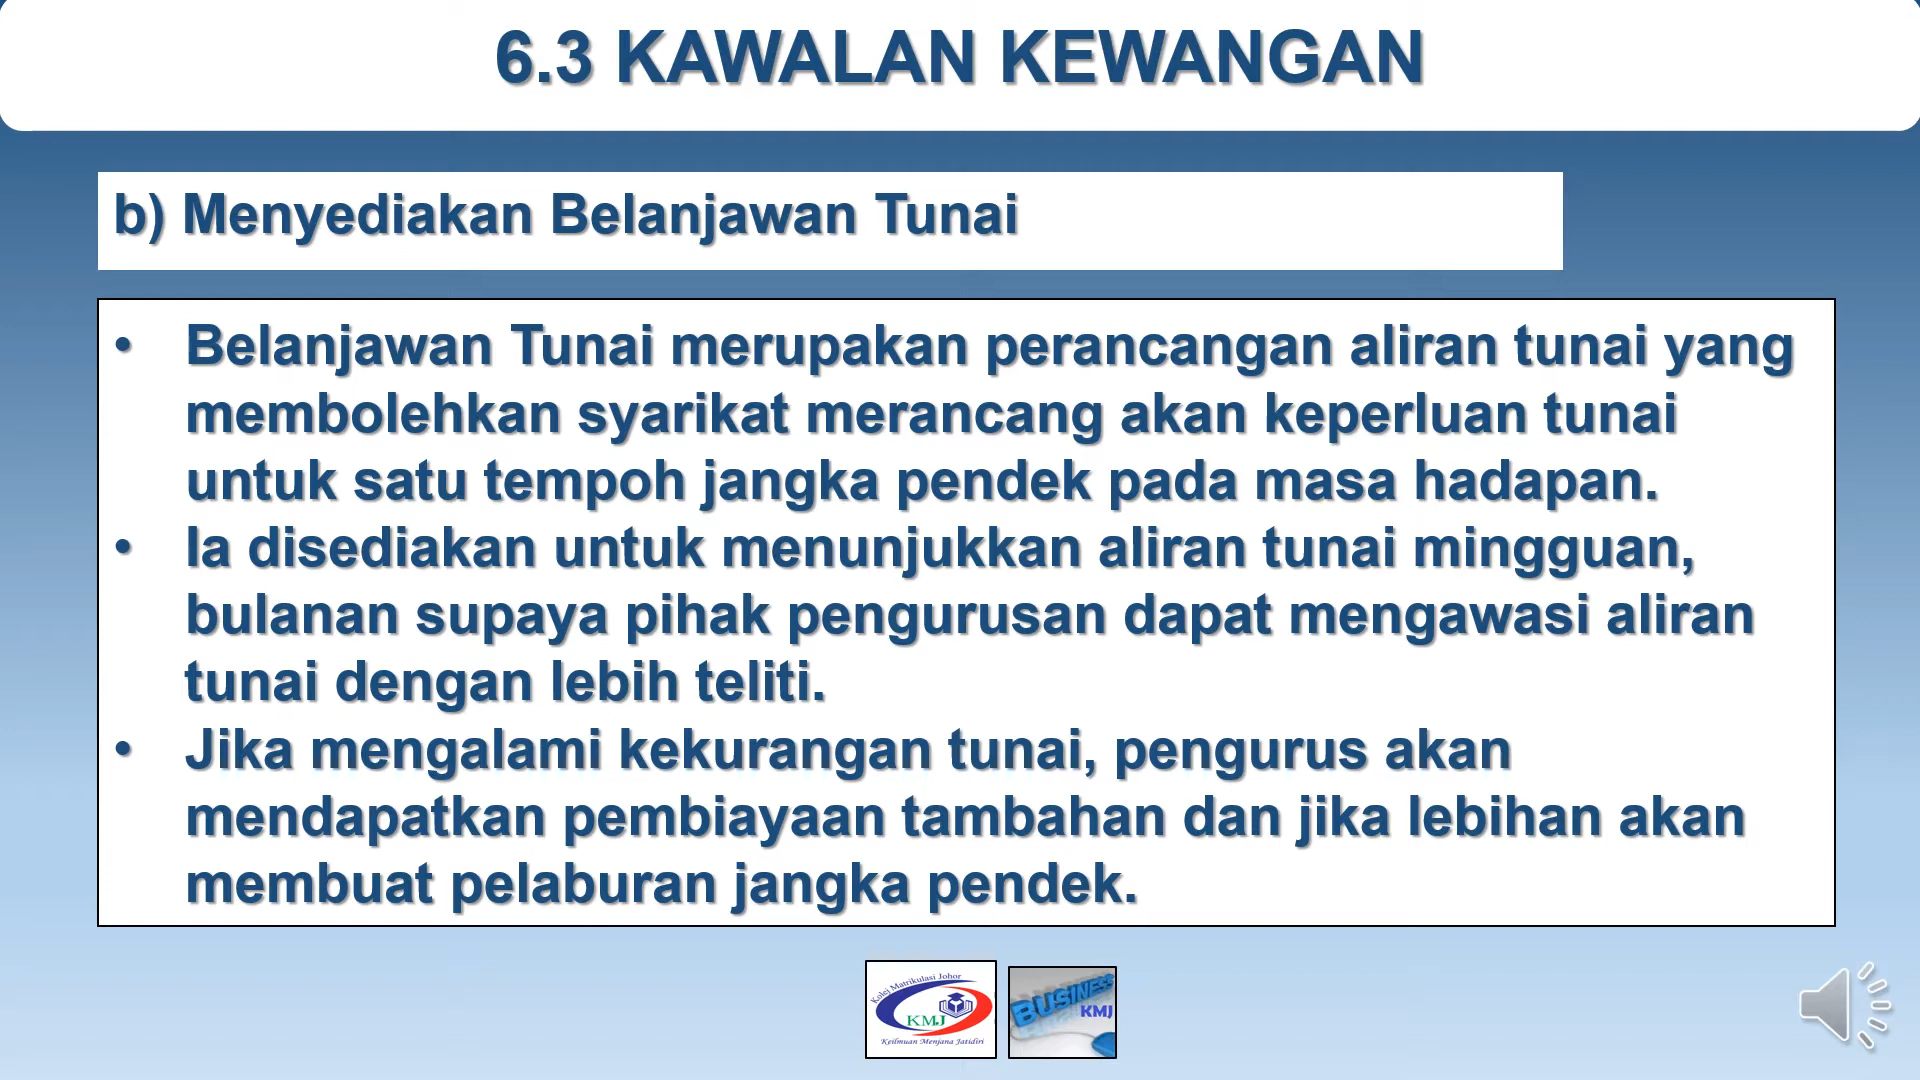 6.3 KAWALAN KEWANGAN
b) Menyediakan Belanjawan Tunai
• Belanjawan Tunai merupakan perancangan aliran tunai yang
membolehkan syarikat merancang akan keperluan tunai
untuk satu tempoh jangka pendek pada masa hadapan.
• Ia disediakan untuk menunjukkan aliran tunai mingguan,
bulanan supaya pihak pengurusan dapat mengawasi aliran
tunai dengan lebih teliti.
• Jika mengalami kekurangan tunai, pengurus akan
mendapatkan pembiayaan tambahan dan jika lebihan akan
membuat pelaburan jangka pendek.
Kolej Matrikulasi Johor
KMJ
Keilmuan Menjana Jatidiri
BUSINESS
KMJ